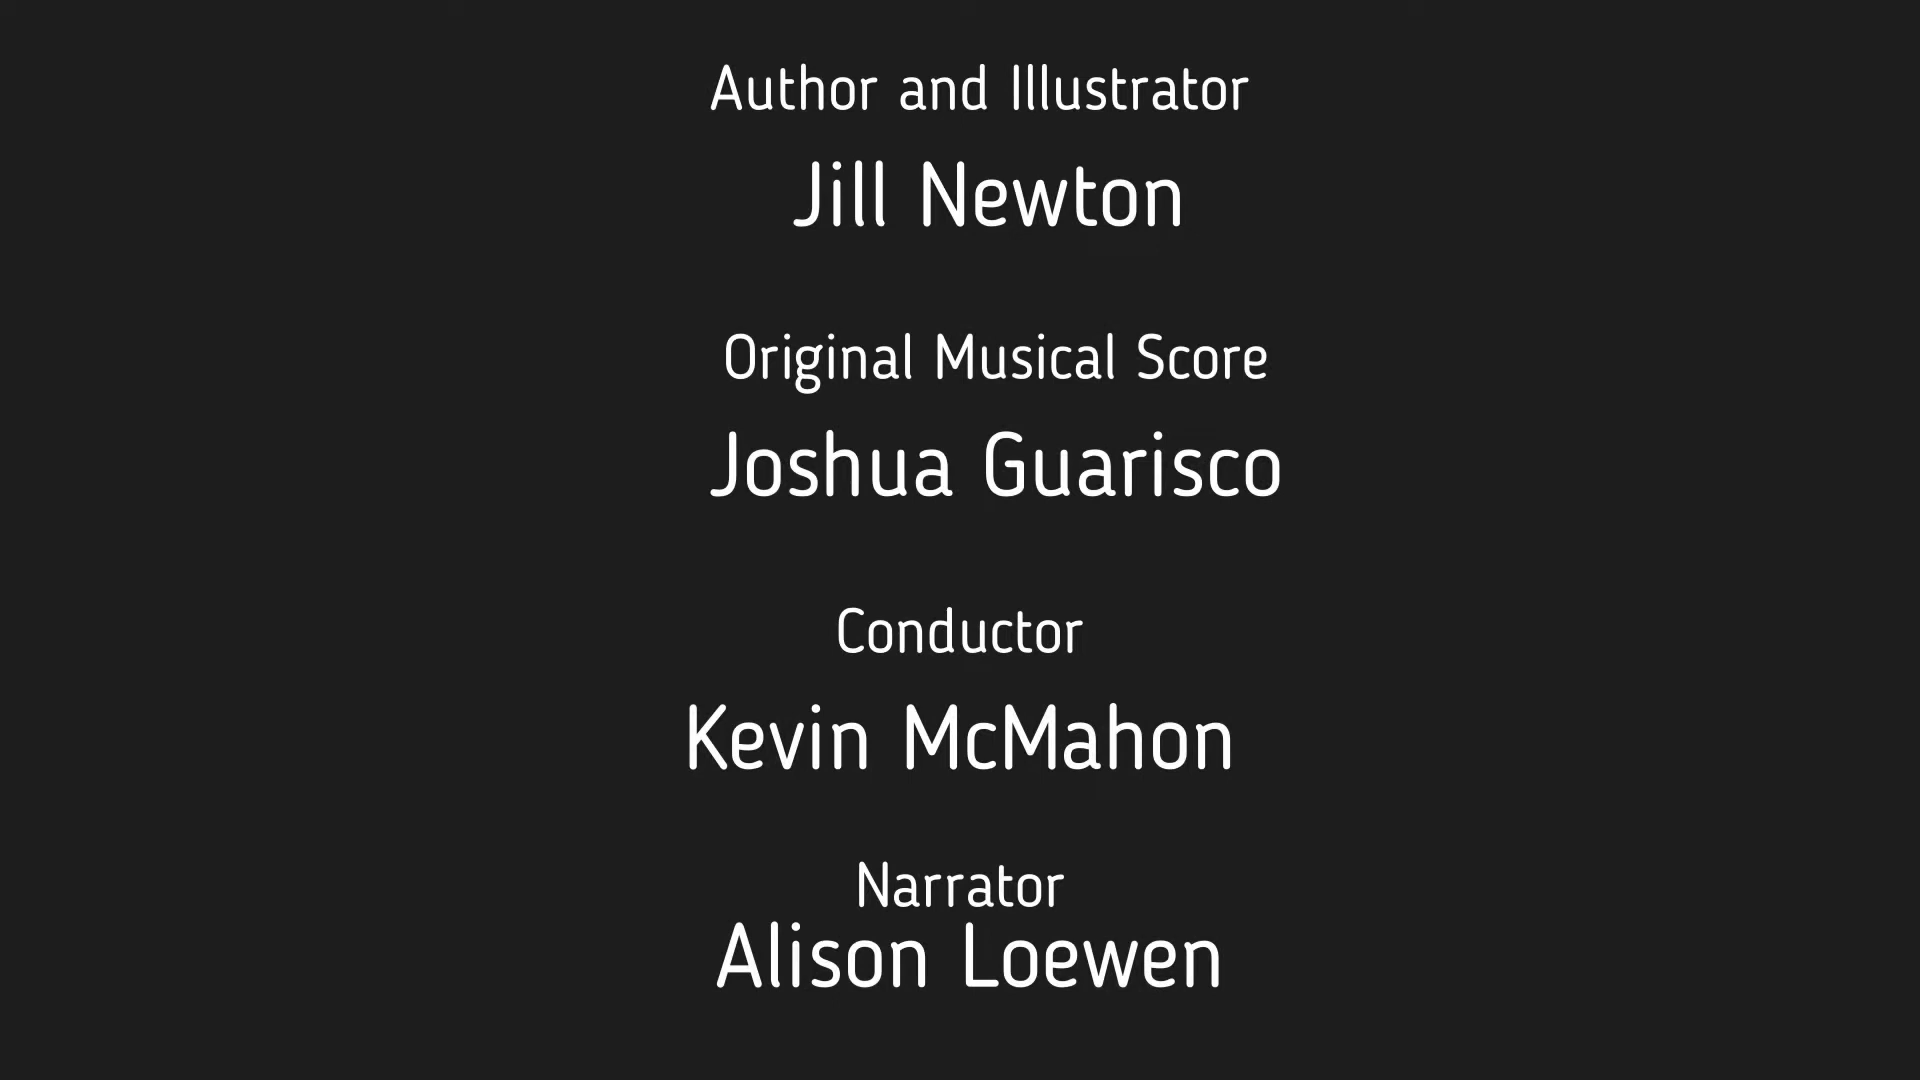 Author and Illustrator
Jill Newton
Original Musical Score
Joshua Guarisco
Conductor
Kevin McMahon
Narrator
Alison Loewen